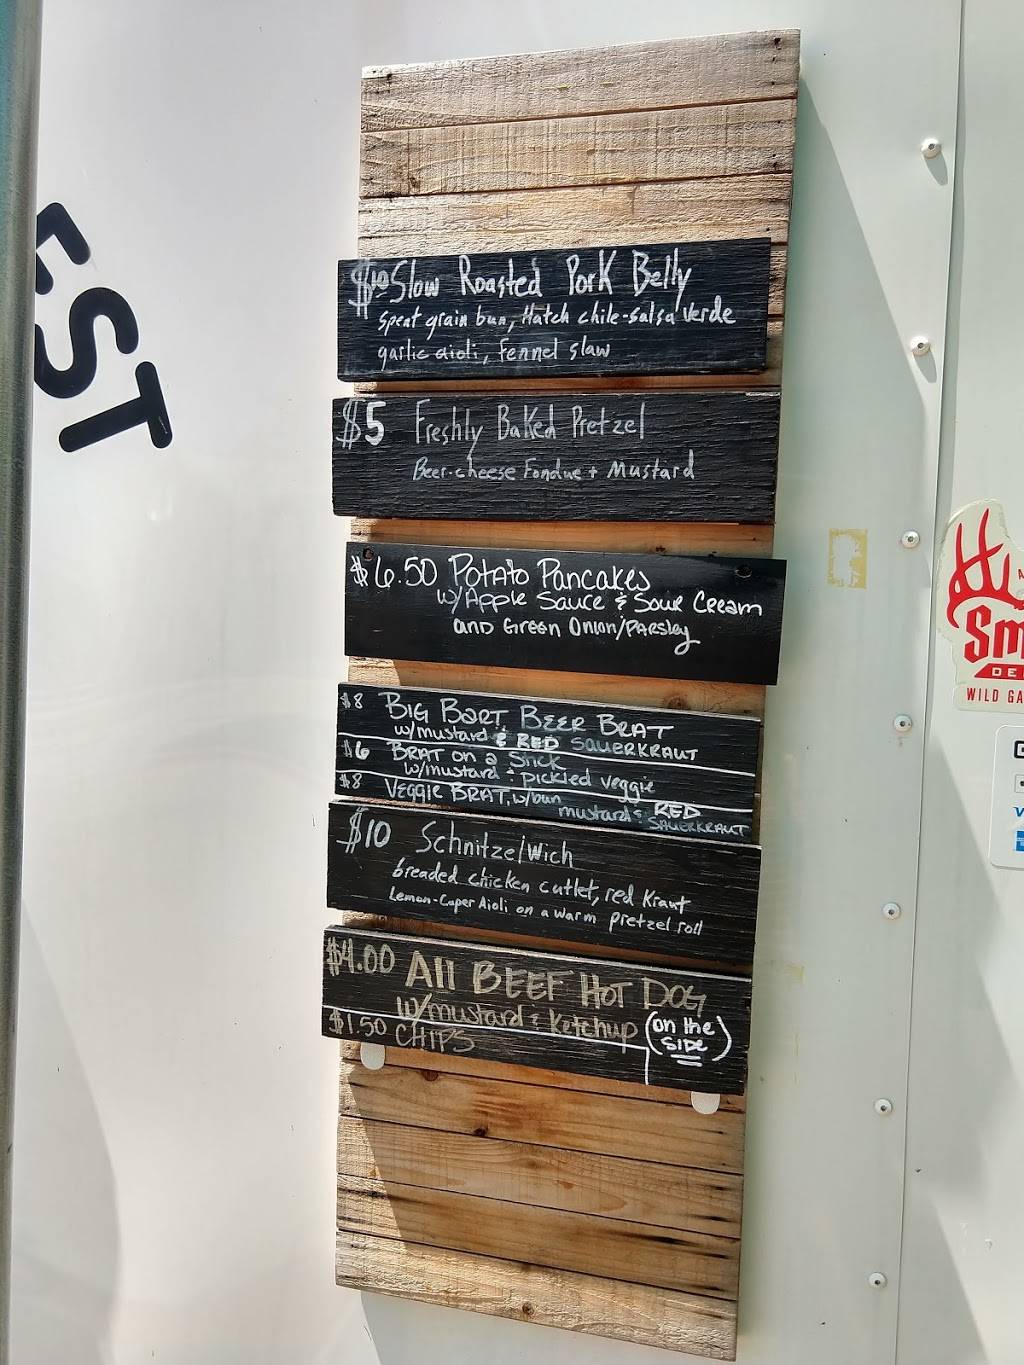 EST
$10 Slow Roasted Pork Belly
Spent grain bun, Hatch chile-salsa verde
garlic aioli, Fennel slaw
$5 Freshly Baked Pretzel
Beer-cheese Fondue + Mustard
$6.50 Potato Pancakes
w/Apple Sauce & Sour Cream
and Green Onion/Parsley
$8 Big Bart Beer Brat
w/mustard & RED SAUERKRAUT
$6 Brat on a Stick
w/mustard & pickled veggie
$8 Veggie BRAT, w/bun
mustard & RED
SAUERKRAUT
$10 Schnitzel Wich
breaded chicken cutlet, red Kraut
Lemon-Caper Aioli on a warm pretzel roll
$4.00 All BEEF HOT DOG
w/mustard & Ketchup (on the
SIDE)
$1.50 CHIPS
WILD GA